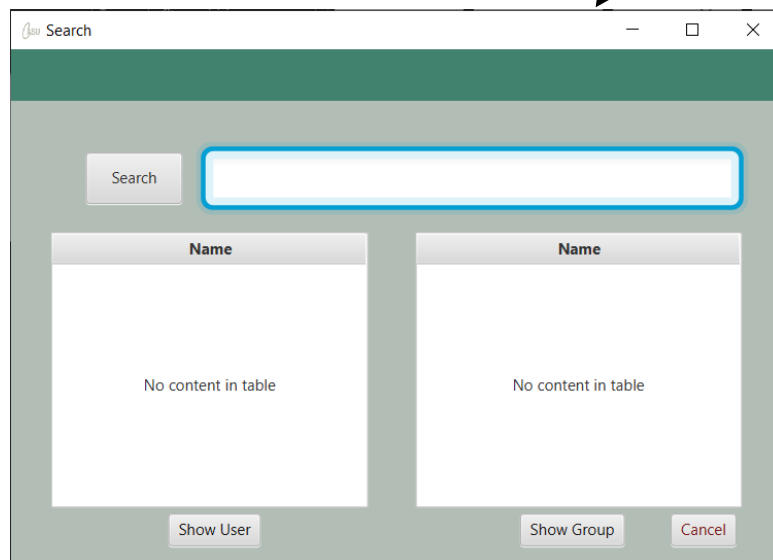 Search
Search
Name
Name
No content in table
No content in table
Show User
Show Group
Cancel